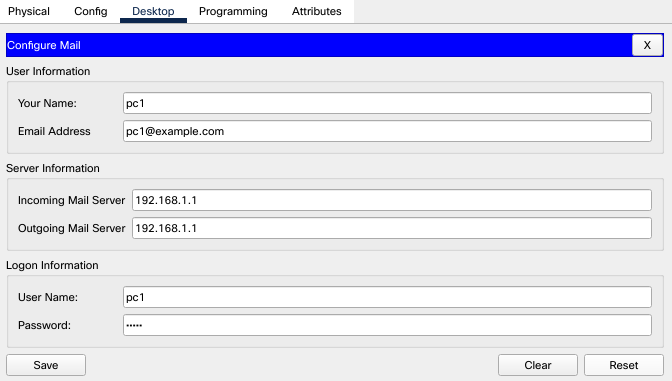 Physical Config Desktop Programming Attributes
Configure Mail X
User Information
Your Name: pc1
Email Address pc1@example.com
Server Information
Incoming Mail Server 192.168.1.1
Outgoing Mail Server 192.168.1.1
Logon Information
User Name: pc1
Password: •••••
Save Clear Reset